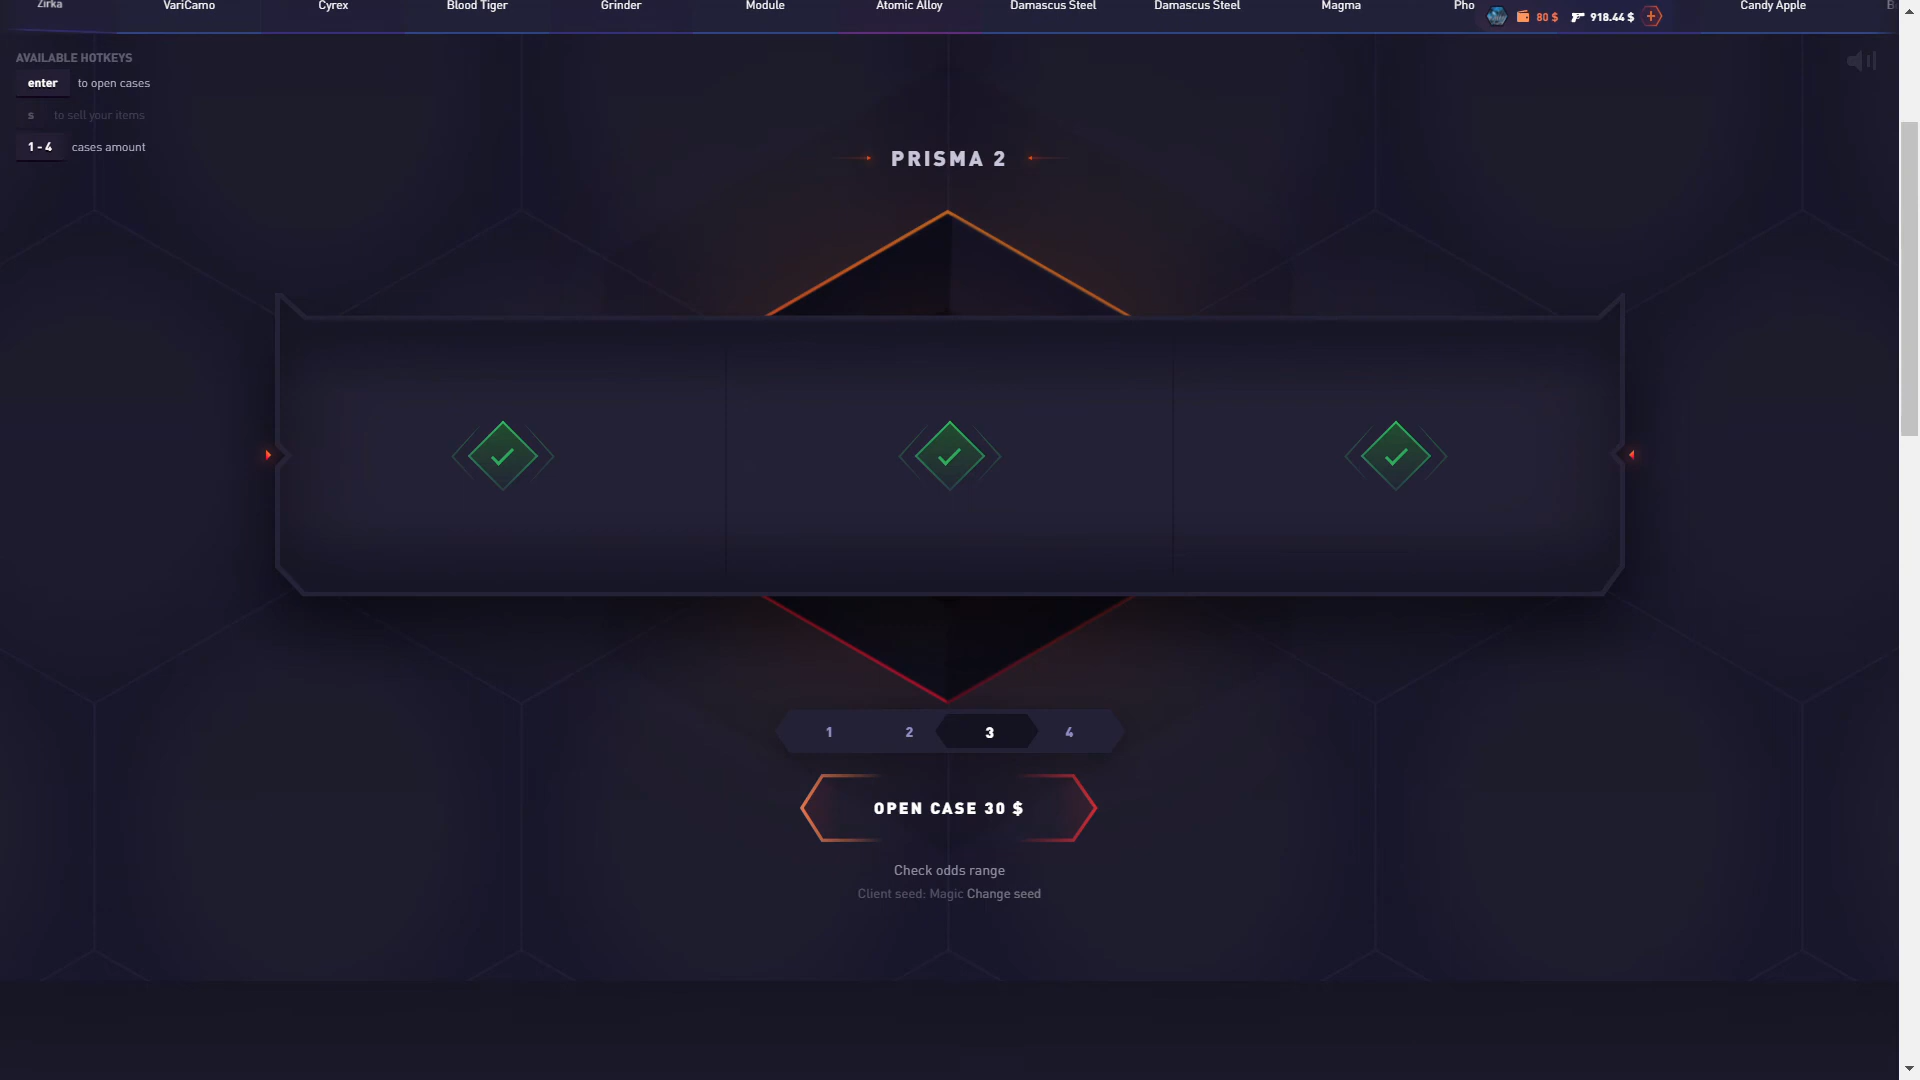 Zirka VariCamo Cyrex Blood Tiger Grinder Module Atomic Alloy Damascus Steel Damascus Steel Magma Pho 80 $ 918.44 $ Candy Apple
AVAILABLE HOTKEYS
enter to open cases
s to sell your items
1 - 4 cases amount
PRISMA 2
1 2 3 4
OPEN CASE 30 $
Check odds range
Client seed: Magic Change seed